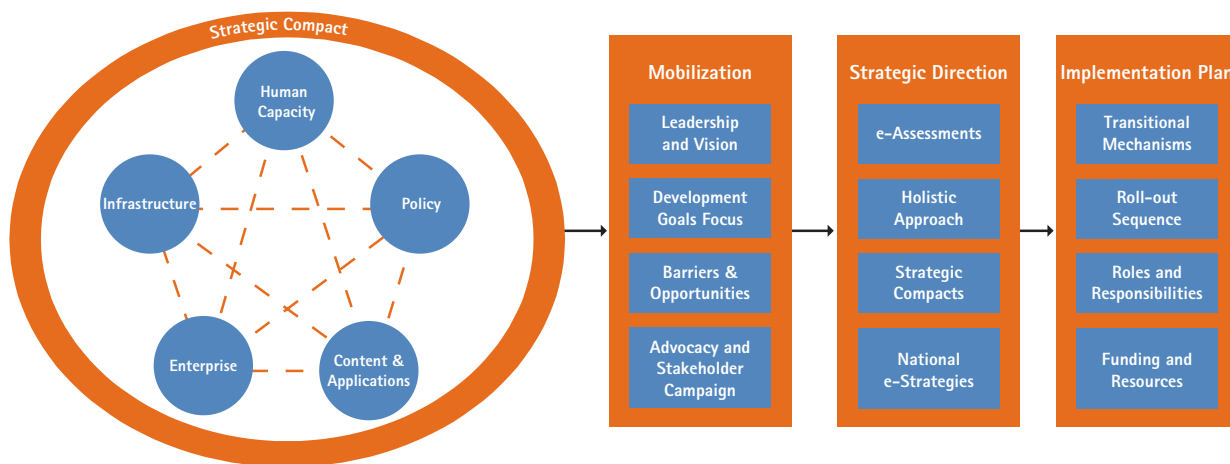 Strategic Compact
Human
Capacity
Infrastructure
Policy
Enterprise
Content &
Applications
Mobilization
Leadership
and Vision
Development
Goals Focus
Barriers &
Opportunities
Advocacy and
Stakeholder
Campaign
Strategic Direction
e-Assessments
Holistic
Approach
Strategic
Compacts
National
e-Strategies
Implementation Plan
Transitional
Mechanisms
Roll-out
Sequence
Roles and
Responsibilities
Funding and
Resources